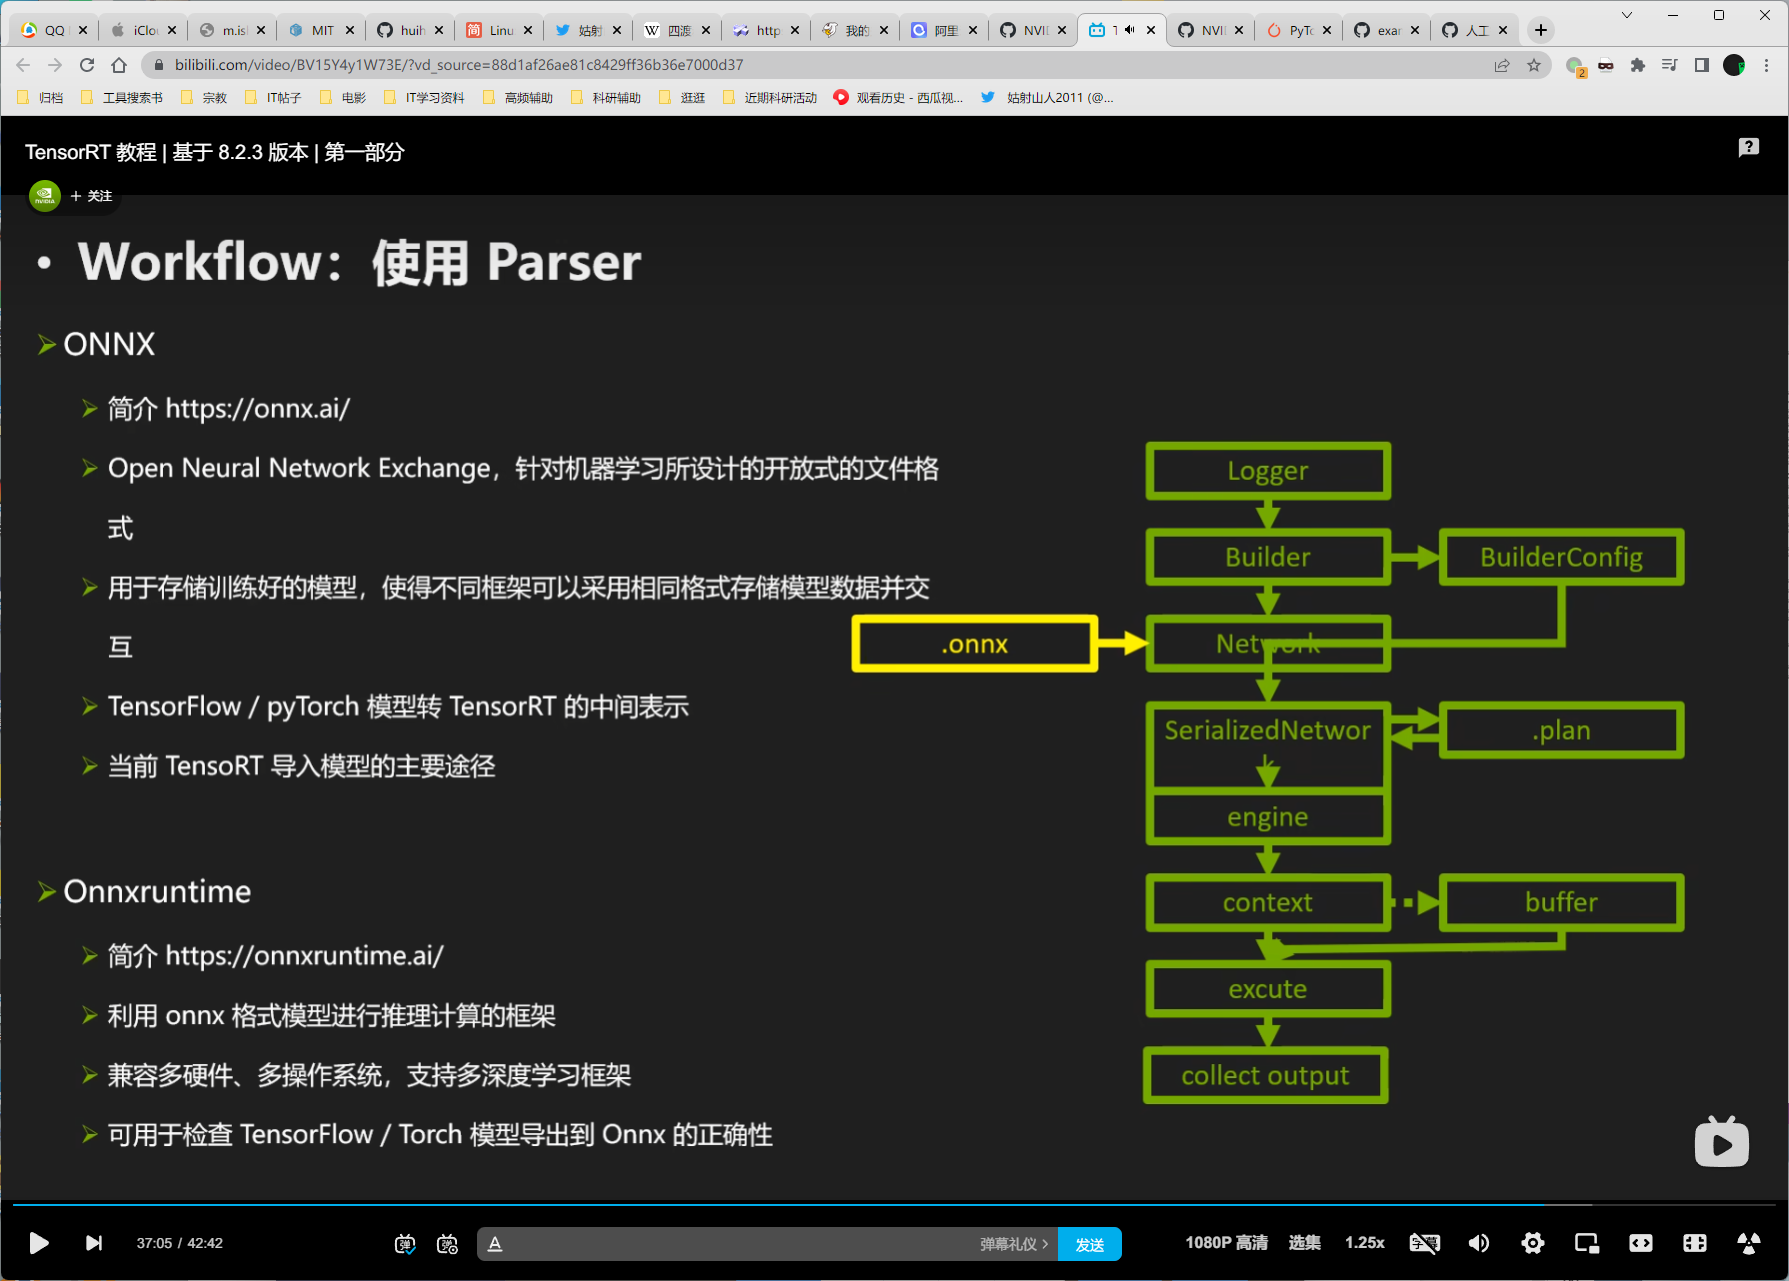 QQ
iClou
m.is
MIT
huih
简 Linu
姑射
W 四渡
http
我的
阿里
NVID
T
NVI
PyTo
exar
人工
bilibili.com/video/BV15Y4y1W73E/?vd_source=88d1af26ae81c8429ff36b36e7000d37
2
归档 工具搜索书 宗教 IT帖子 电影 IT学习资料 高频辅助 科研辅助 逛逛 近期科研活动 观看历史 - 西瓜视... 姑射山人2011 (@...
TensorRT 教程 | 基于 8.2.3 版本 | 第一部分
NVIDIA + 关注
• Workflow：使用 Parser
ONNX
简介 https://onnx.ai/
Open Neural Network Exchange，针对机器学习所设计的开放式的文件格
式
用于存储训练好的模型，使得不同框架可以采用相同格式存储模型数据并交
互
TensorFlow / pyTorch 模型转 TensorRT 的中间表示
当前 TensoRT 导入模型的主要途径
Onnxruntime
简介 https://onnxruntime.ai/
利用 onnx 格式模型进行推理计算的框架
兼容多硬件、多操作系统，支持多深度学习框架
可用于检查 TensorFlow / Torch 模型导出到 Onnx 的正确性
Logger
Builder
BuilderConfig
.onnx
Network
SerializedNetwor
k
.plan
engine
context
buffer
excute
collect output
37:05 / 42:42
弹
弹
A
弹幕礼仪 >
发送
1080P 高清
选集
1.25x
字幕